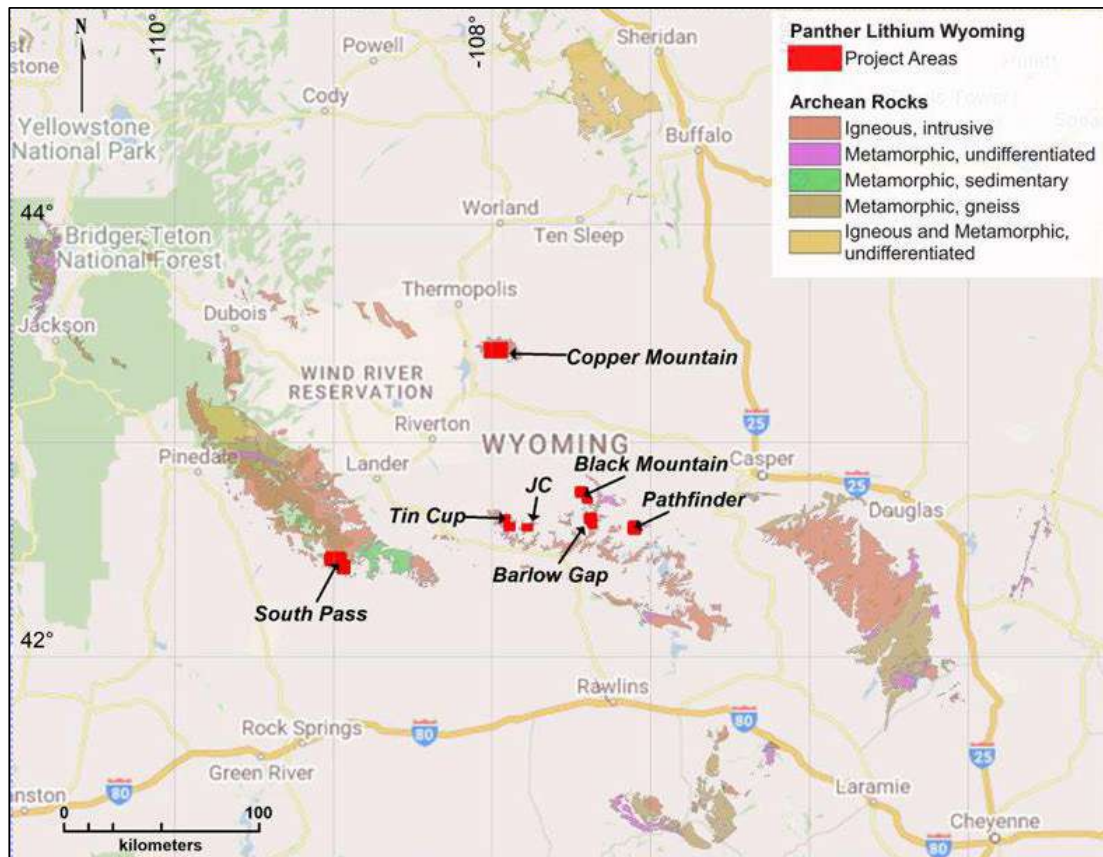 N
-110°
-108°
44°
42°
Panther Lithium Wyoming
Project Areas
Archean Rocks
Igneous, intrusive
Metamorphic, undifferentiated
Metamorphic, sedimentary
Metamorphic, gneiss
Igneous and Metamorphic,
undifferentiated
Powell
Sheridan
Cody
Buffalo
Yellowstone
National Park
Worland
Ten Sleep
Bridger-Teton
National Forest
Thermopolis
Jackson
Dubois
Copper Mountain
WIND RIVER
RESERVATION
Riverton
WYOMING
25
Pinedale
Lander
Black Mountain
Casper
JC
Pathfinder
25
Douglas
Tin Cup
Barlow Gap
South Pass
Rawlins
Rock Springs
80
80
Green River
25
80
Laramie
Cheyenne
80
0
100
kilometers